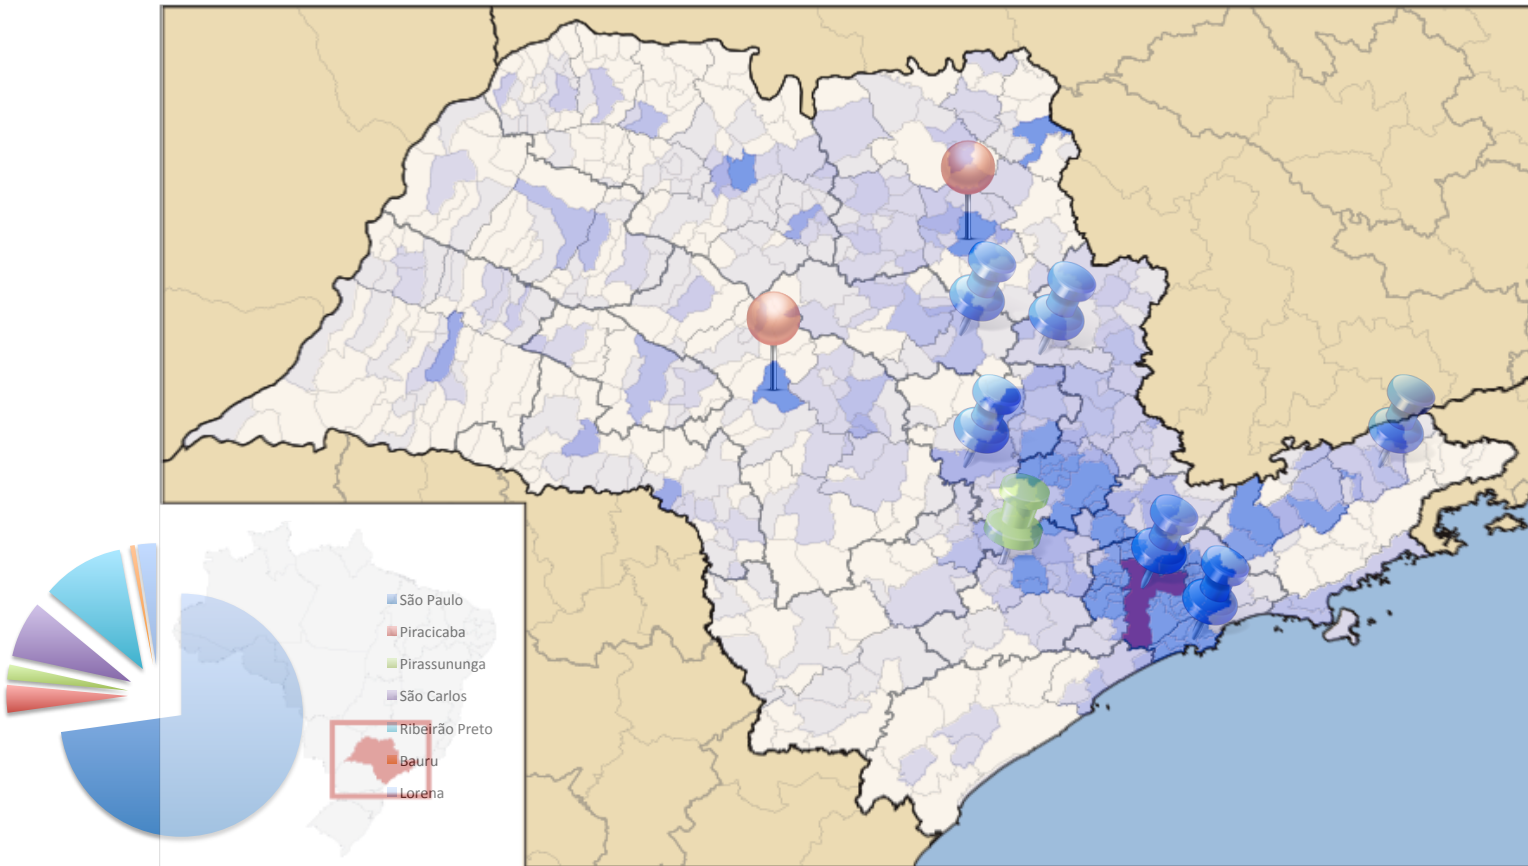 São Paulo
Piracicaba
Pirassununga
São Carlos
Ribeirão Preto
Bauru
Lorena